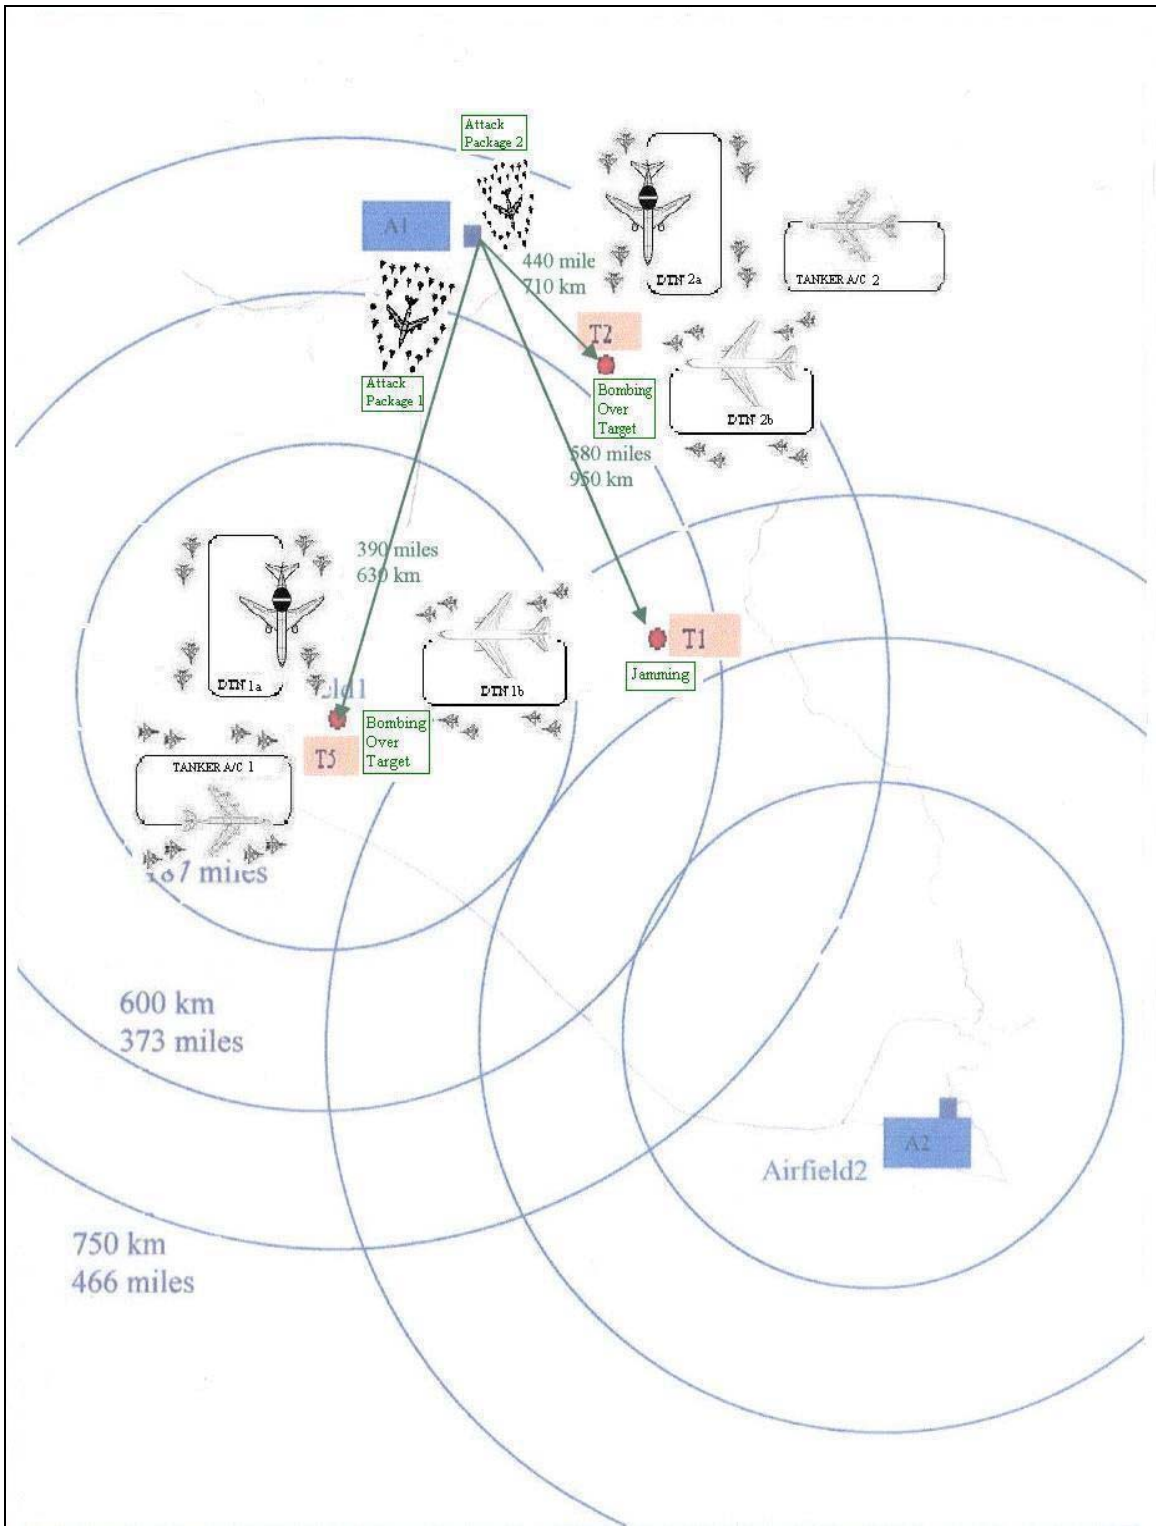 Attack
Package 2
A1
440 mile
710 km
DTN 2a
TANKER A/C 2
T2
Attack
Package 1
Bombing
Over
Target
DTN 2b
580 miles
950 km
390 miles
630 km
T1
Jamming
DTN 1a
DTN 1b
Bombing
Over
Target
T5
TANKER A/C 1
miles
600 km
373 miles
A2
Airfield2
750 km
466 miles